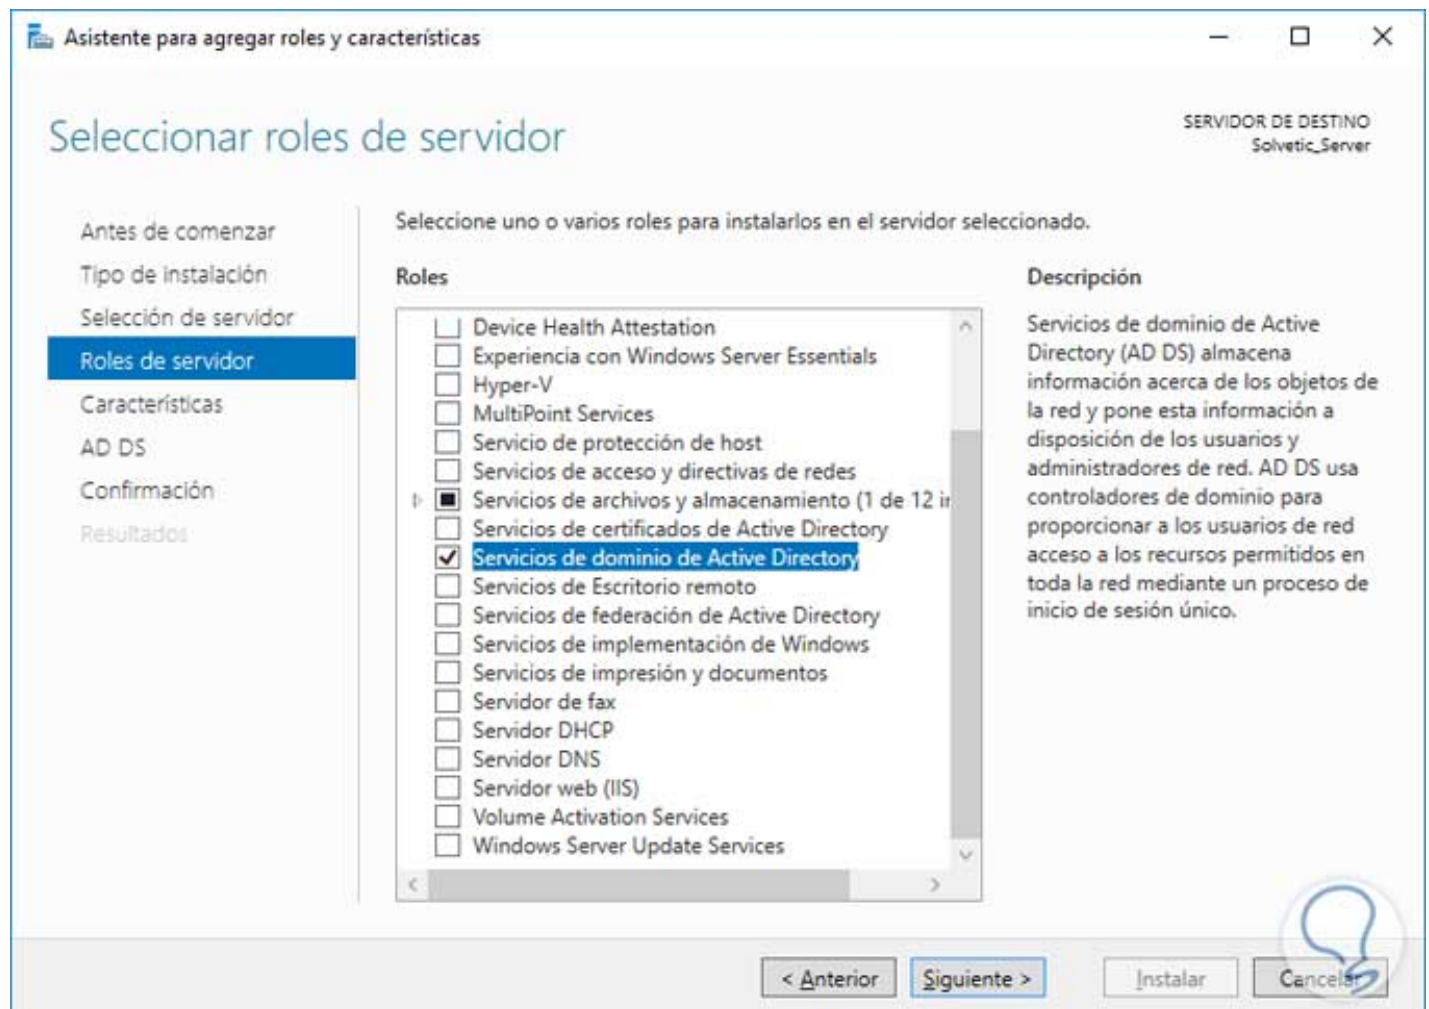 Asistente para agregar roles y características
Seleccionar roles de servidor
SERVIDOR DE DESTINO
Solvetic_Server
Antes de comenzar
Tipo de instalación
Selección de servidor
Roles de servidor
Características
AD DS
Confirmación
Resultados
Seleccione uno o varios roles para instalarlos en el servidor seleccionado.
Roles
Device Health Attestation
Experiencia con Windows Server Essentials
Hyper-V
MultiPoint Services
Servicio de protección de host
Servicios de acceso y directivas de redes
Servicios de archivos y almacenamiento (1 de 12 in
Servicios de certificados de Active Directory
Servicios de dominio de Active Directory
Servicios de Escritorio remoto
Servicios de federación de Active Directory
Servicios de implementación de Windows
Servicios de impresión y documentos
Servidor de fax
Servidor DHCP
Servidor DNS
Servidor web (IIS)
Volume Activation Services
Windows Server Update Services
Descripción
Servicios de dominio de Active
Directory (AD DS) almacena
información acerca de los objetos de
la red y pone esta información a
disposición de los usuarios y
administradores de red. AD DS usa
controladores de dominio para
proporcionar a los usuarios de red
acceso a los recursos permitidos en
toda la red mediante un proceso de
inicio de sesión único.
< Anterior
Siguiente >
Instalar
Cancelar